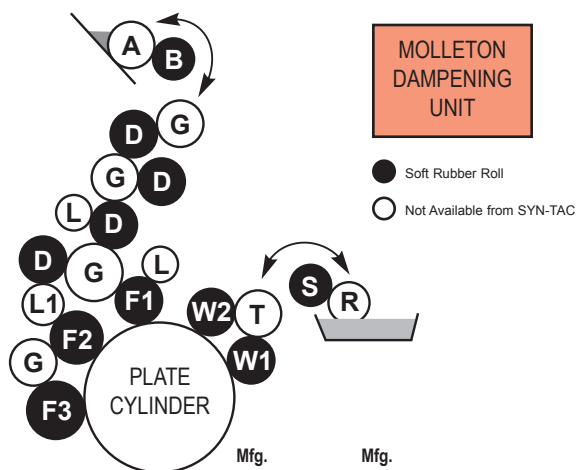 A
B
MOLLETON
DAMPENING
UNIT
D
G
Soft Rubber Roll
G
D
Not Available from SYN-TAC
L
D
D
G
L
F1
L1
F2
G
F3
W2
T
S
R
W1
PLATE
CYLINDER
Mfg.
Mfg.